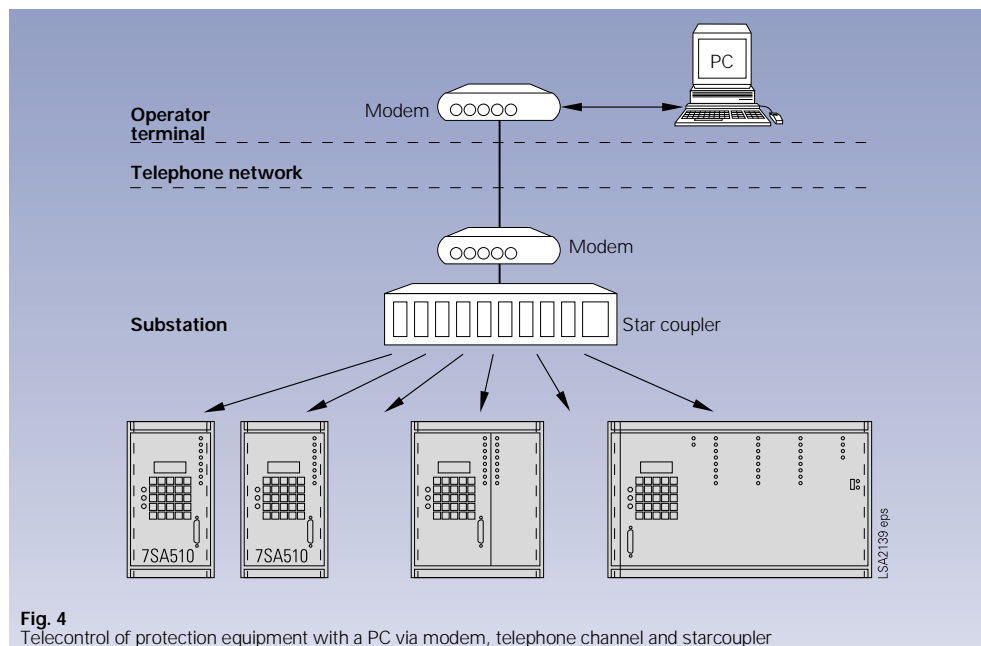 PC
Modem
Operator
terminal
Telephone network
Modem
Substation
Star coupler
7SA510
7SA510
LSA2139 eps
Fig. 4
Telecontrol of protection equipment with a PC via modem, telephone channel and starcoupler